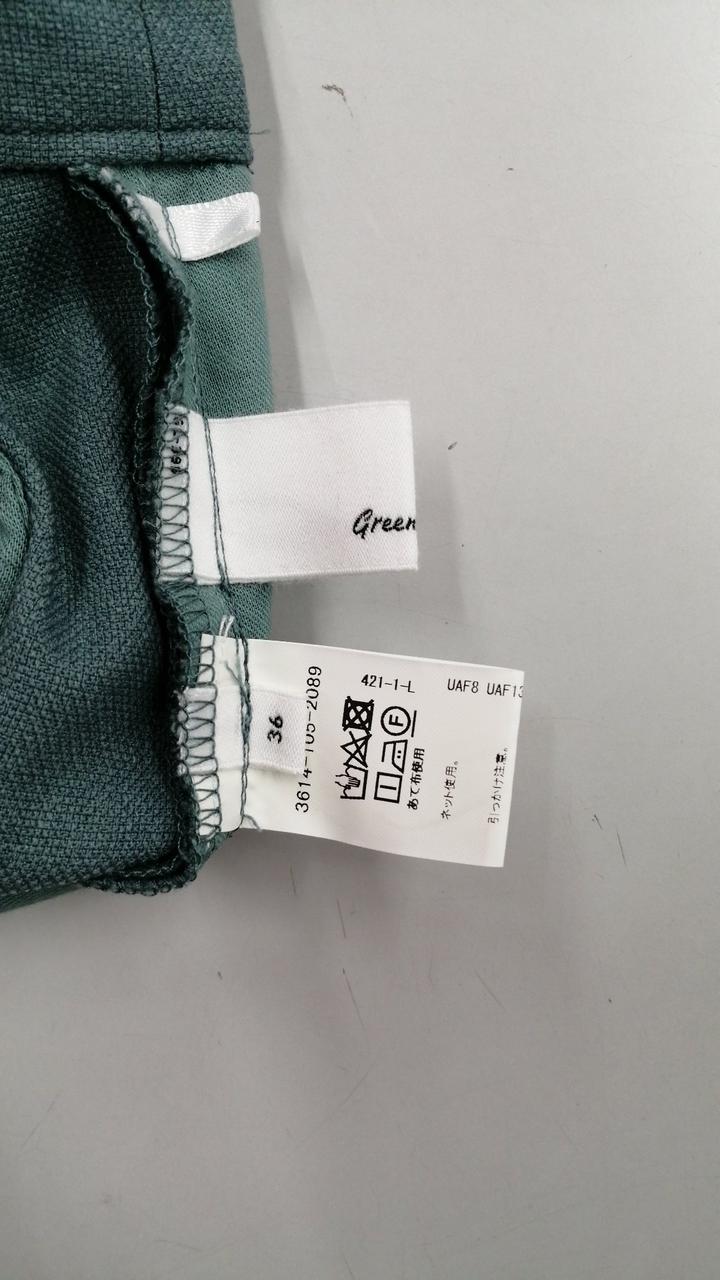 Green
36
3614-105-2089
421-1-L
UAF8 UAF13
あて布使用
ネット使用。
引っかけ注意。